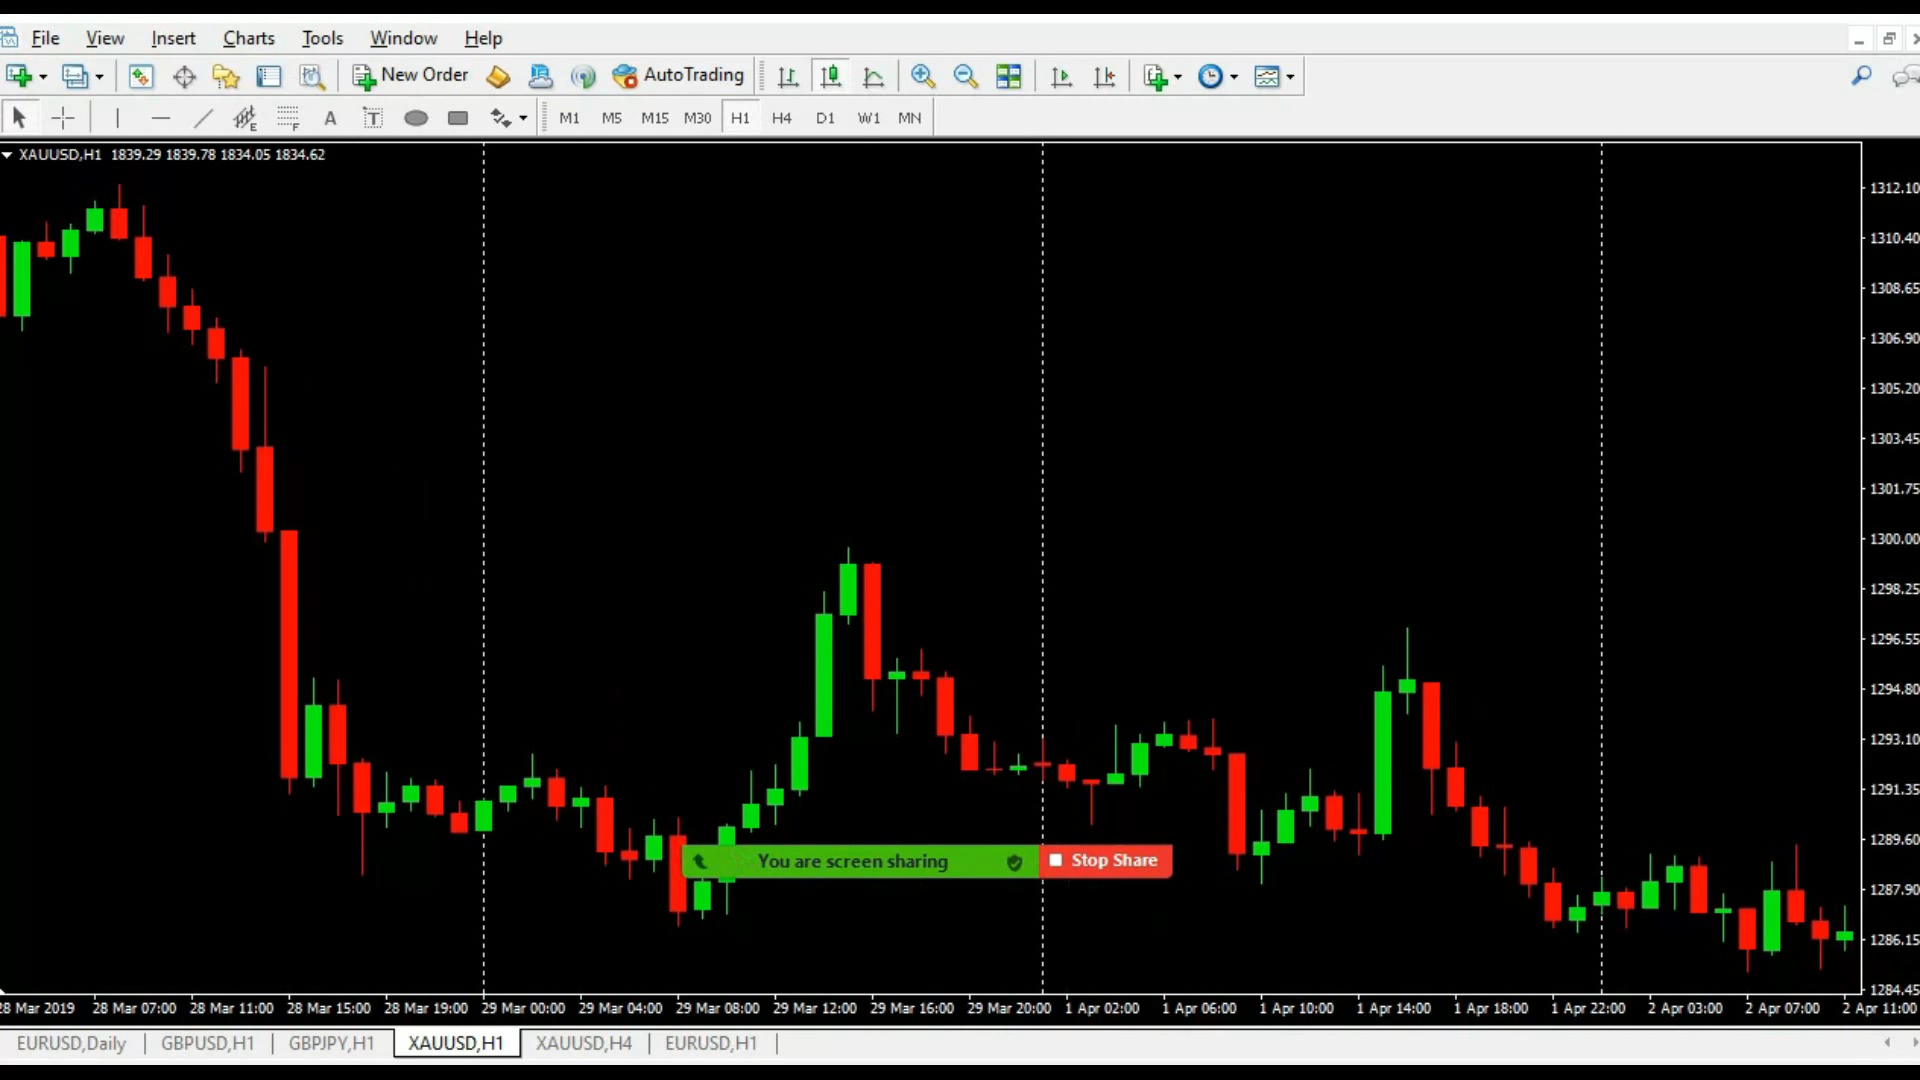 File View Insert Charts Tools Window Help
New Order AutoTrading
E F A T M1 M5 M15 M30 H1 H4 D1 W1 MN
XAUUSD,H1 1839.29 1839.78 1834.05 1834.62
1312.10
1310.40
1308.65
1306.90
1305.20
1303.45
1301.75
1300.00
1298.25
1296.55
1294.80
1293.10
1291.35
1289.60
You are screen sharing Stop Share
1287.90
1286.15
1284.45
28 Mar 2019 28 Mar 07:00 28 Mar 11:00 28 Mar 15:00 28 Mar 19:00 29 Mar 00:00 29 Mar 04:00 29 Mar 08:00 29 Mar 12:00 29 Mar 16:00 29 Mar 20:00 1 Apr 02:00 1 Apr 06:00 1 Apr 10:00 1 Apr 14:00 1 Apr 18:00 1 Apr 22:00 2 Apr 03:00 2 Apr 07:00 2 Apr 11:00
EURUSD,Daily GBPUSD,H1 GBPJPY,H1 XAUUSD,H1 XAUUSD,H4 EURUSD,H1